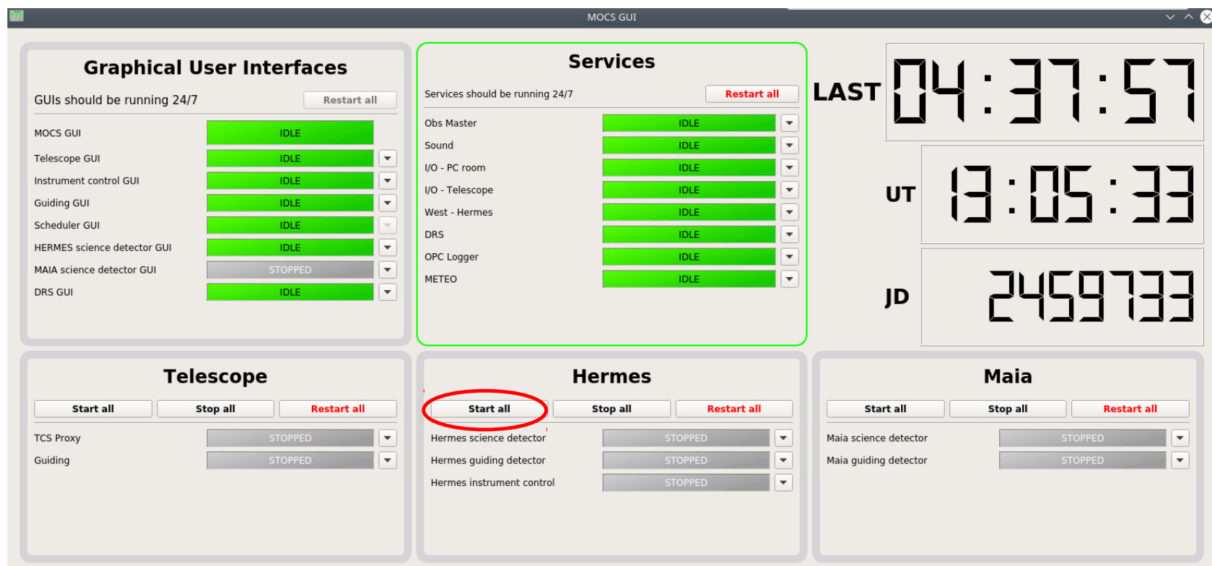 MOCS GUI
Graphical User Interfaces
GUIs should be running 24/7 Restart all
MOCS GUI IDLE
Telescope GUI IDLE
Instrument control GUI IDLE
Guiding GUI IDLE
Scheduler GUI IDLE
HERMES science detector GUI IDLE
MAIA science detector GUI STOPPED
DRS GUI IDLE
Services
Services should be running 24/7 Restart all
Obs Master IDLE
Sound IDLE
I/O - PC room IDLE
I/O - Telescope IDLE
West - Hermes IDLE
DRS IDLE
OPC Logger IDLE
METEO IDLE
LAST 04:37:57
UT 13:05:33
JD 2459733
Telescope
Start all Stop all Restart all
TCS Proxy STOPPED
Guiding STOPPED
Hermes
Start all Stop all Restart all
Hermes science detector STOPPED
Hermes guiding detector STOPPED
Hermes instrument control STOPPED
Maia
Start all Stop all Restart all
Maia science detector STOPPED
Maia guiding detector STOPPED